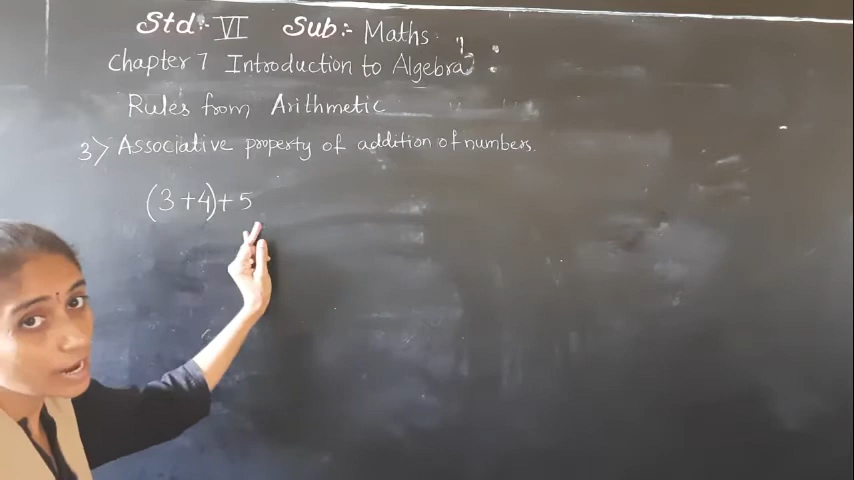 Std:- VI Sub:- Maths.
Chapter 7 Introduction to Algebra
Rules from Arithmetic
3> Associative property of addition of numbers.
(3+4)+5